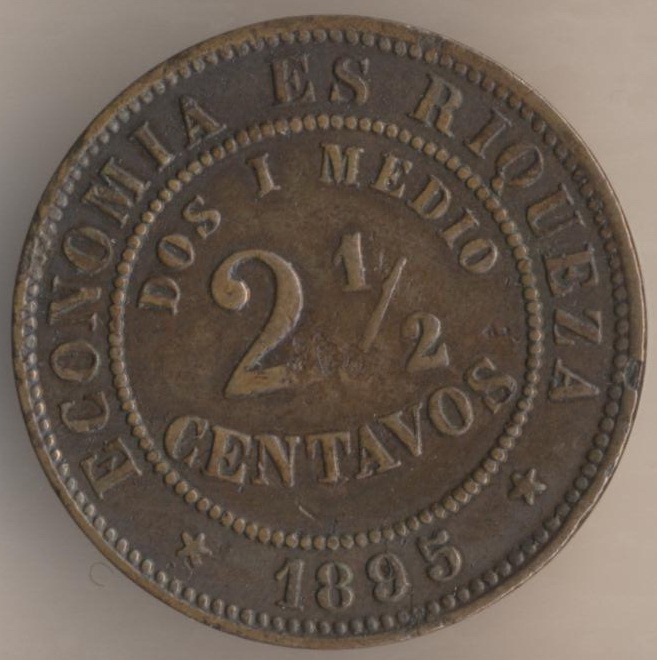 ECONOMIA ES RIQUEZA
DOS I MEDIO
2 1/2
CENTAVOS
1895